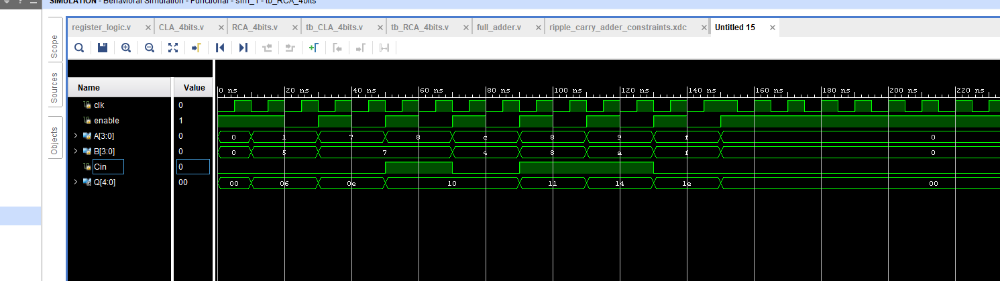 SIMULATION - Behavioral Simulation - Functional - sim_1 - tb_RCA_4bits
register_logic.v CLA_4bits.v RCA_4bits.v tb_CLA_4bits.v tb_RCA_4bits.v full_adder.v ripple_carry_adder_constraints.xdc Untitled 15
Scope
Sources
Objects
Name Value 0 ns 20 ns 40 ns 60 ns 80 ns 100 ns 120 ns 140 ns 160 ns 180 ns 200 ns 220 ns
clk 0
enable 1
A[3:0] 0 0 1 7 8 c 8 9 f 0
B[3:0] 0 0 5 7 4 8 a f 0
Cin 0
Q[4:0] 00 00 06 0e 10 11 14 1e 00